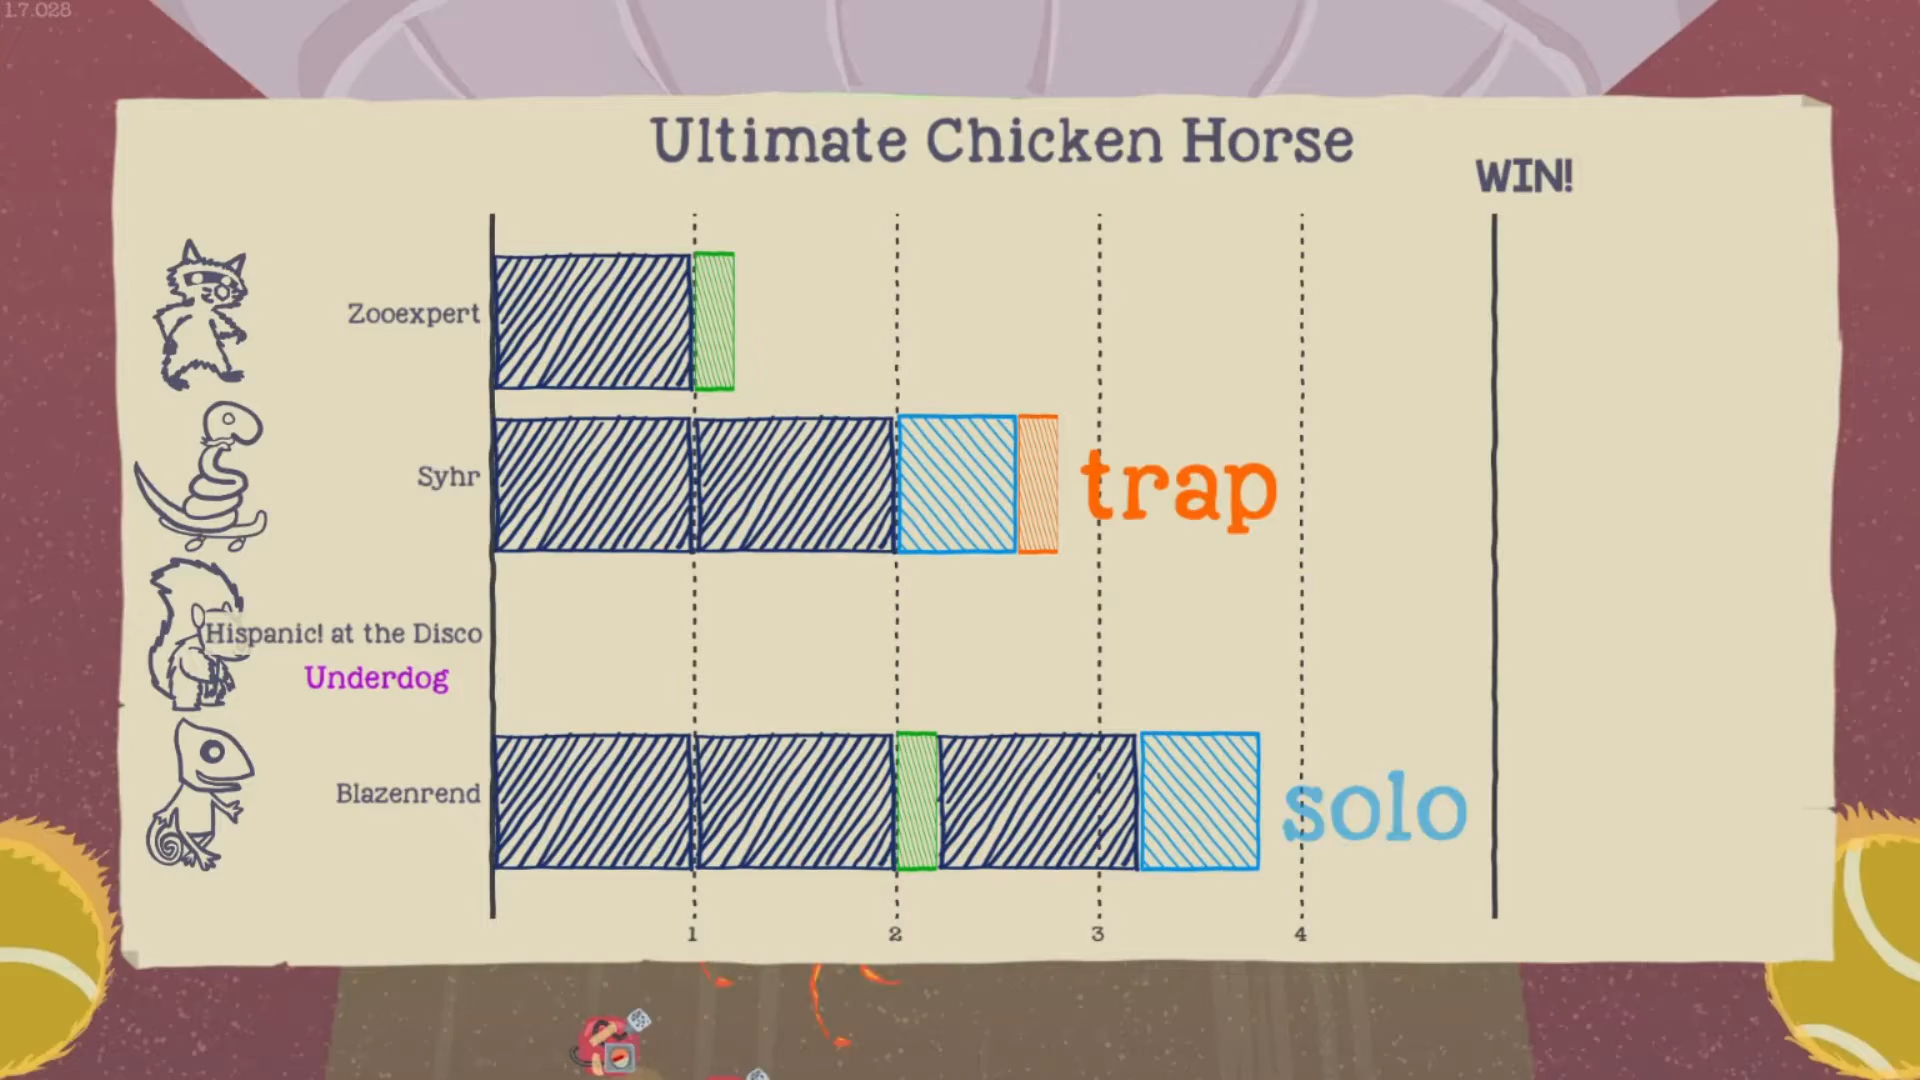 1.7.028
Ultimate Chicken Horse
WIN!
Zooexpert
Syhr
trap
Hispanic! at the Disco
Underdog
Blazenrend
solo
1 2 3 4